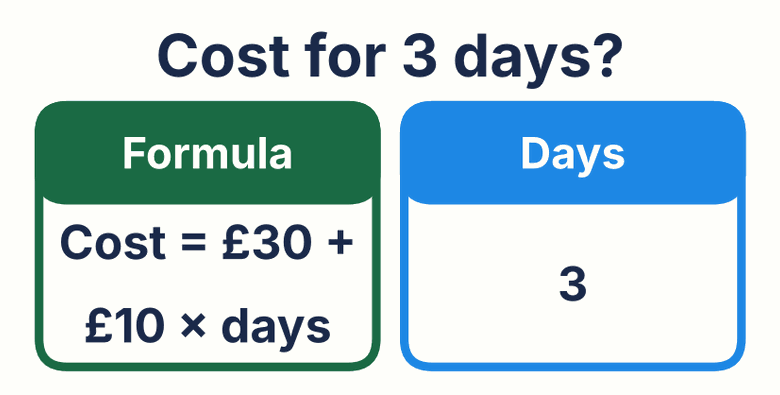 Cost for 3 days?
Formula
Cost = £30 +
£10 × days
Days
3